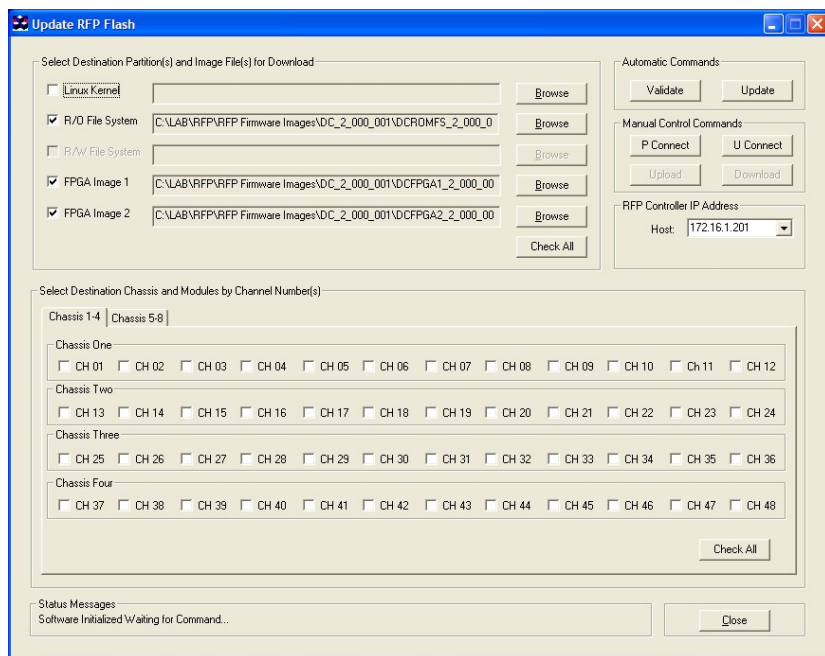 Update RFP Flash
Select Destination Partition(s) and Image File(s) for Download
Linux Kernel
Browse
R/O File System
C:\LAB\RFP\RFP Firmware Images\DC_2_000_001\DCROMFS_2_000_0
Browse
R/W File System
Browse
FPGA Image 1
C:\LAB\RFP\RFP Firmware Images\DC_2_000_001\DCFPGA1_2_000_00
Browse
FPGA Image 2
C:\LAB\RFP\RFP Firmware Images\DC_2_000_001\DCFPGA2_2_000_00
Browse
Check All
Automatic Commands
Validate Update
Manual Control Commands
P Connect U Connect
Upload Download
RFP Controller IP Address
Host: 172.16.1.201
Select Destination Chassis and Modules by Channel Number(s)
Chassis 1-4 Chassis 5-8
Chassis One
CH 01 CH 02 CH 03 CH 04 CH 05 CH 06 CH 07 CH 08 CH 09 CH 10 Ch 11 CH 12
Chassis Two
CH 13 CH 14 CH 15 CH 16 CH 17 CH 18 CH 19 CH 20 CH 21 CH 22 CH 23 CH 24
Chassis Three
CH 25 CH 26 CH 27 CH 28 CH 29 CH 30 CH 31 CH 32 CH 33 CH 34 CH 35 CH 36
Chassis Four
CH 37 CH 38 CH 39 CH 40 CH 41 CH 42 CH 43 CH 44 CH 45 CH 46 CH 47 CH 48
Check All
Status Messages
Software Initialized Waiting for Command...
Close